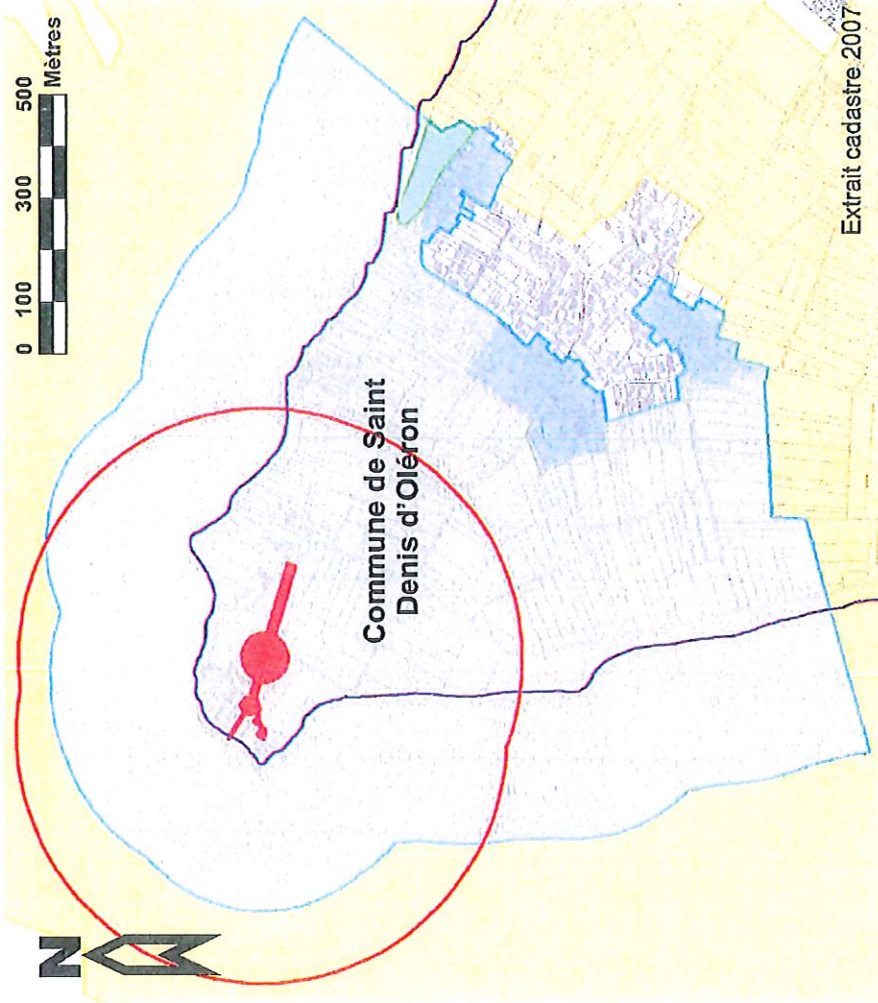 0 100 300 500
Mètres
N
Commune de Saint
Denis d'Oléron
Extrait cadastre 2007